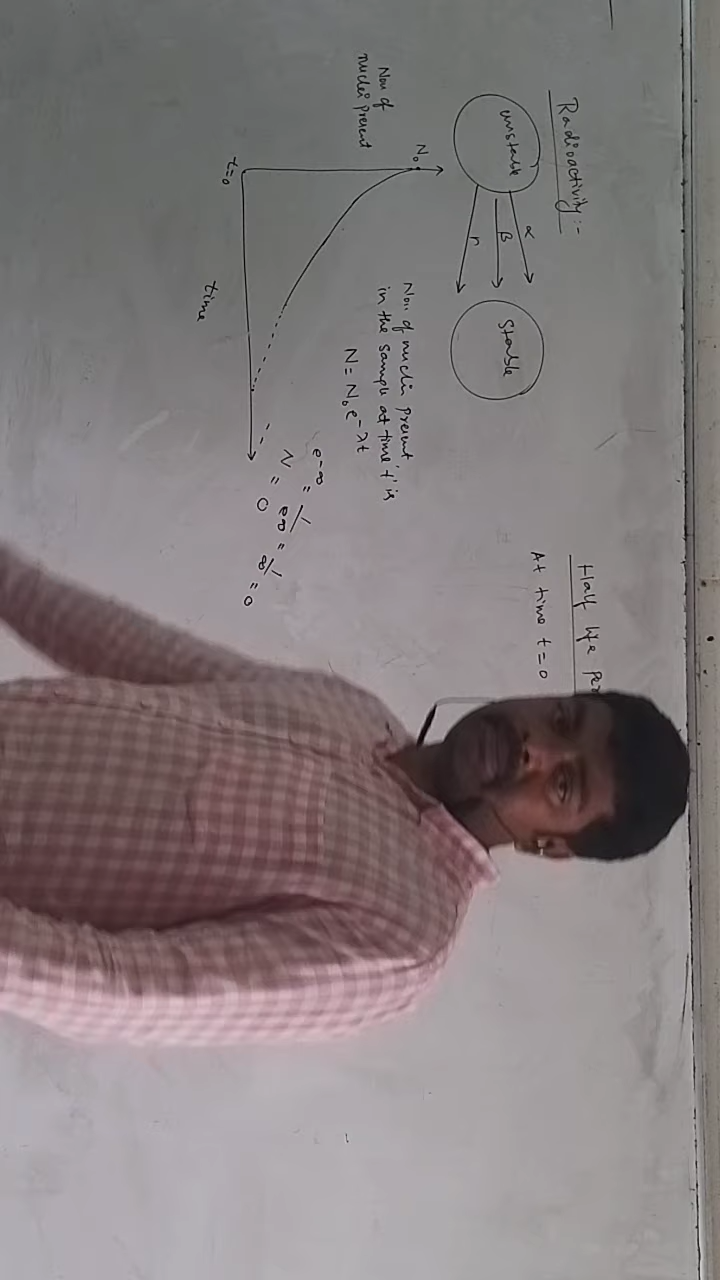 Radioactivity:-
unstable
α
β
r
Stable
No. of
nuclei present
N₀
t=0
time
No. of nuclei present
in the sample at time 't' is
N = N₀e^-λt
e^-∞ = 1/e^∞ = 1/∞ = 0
N = 0
Half life
At time t=0